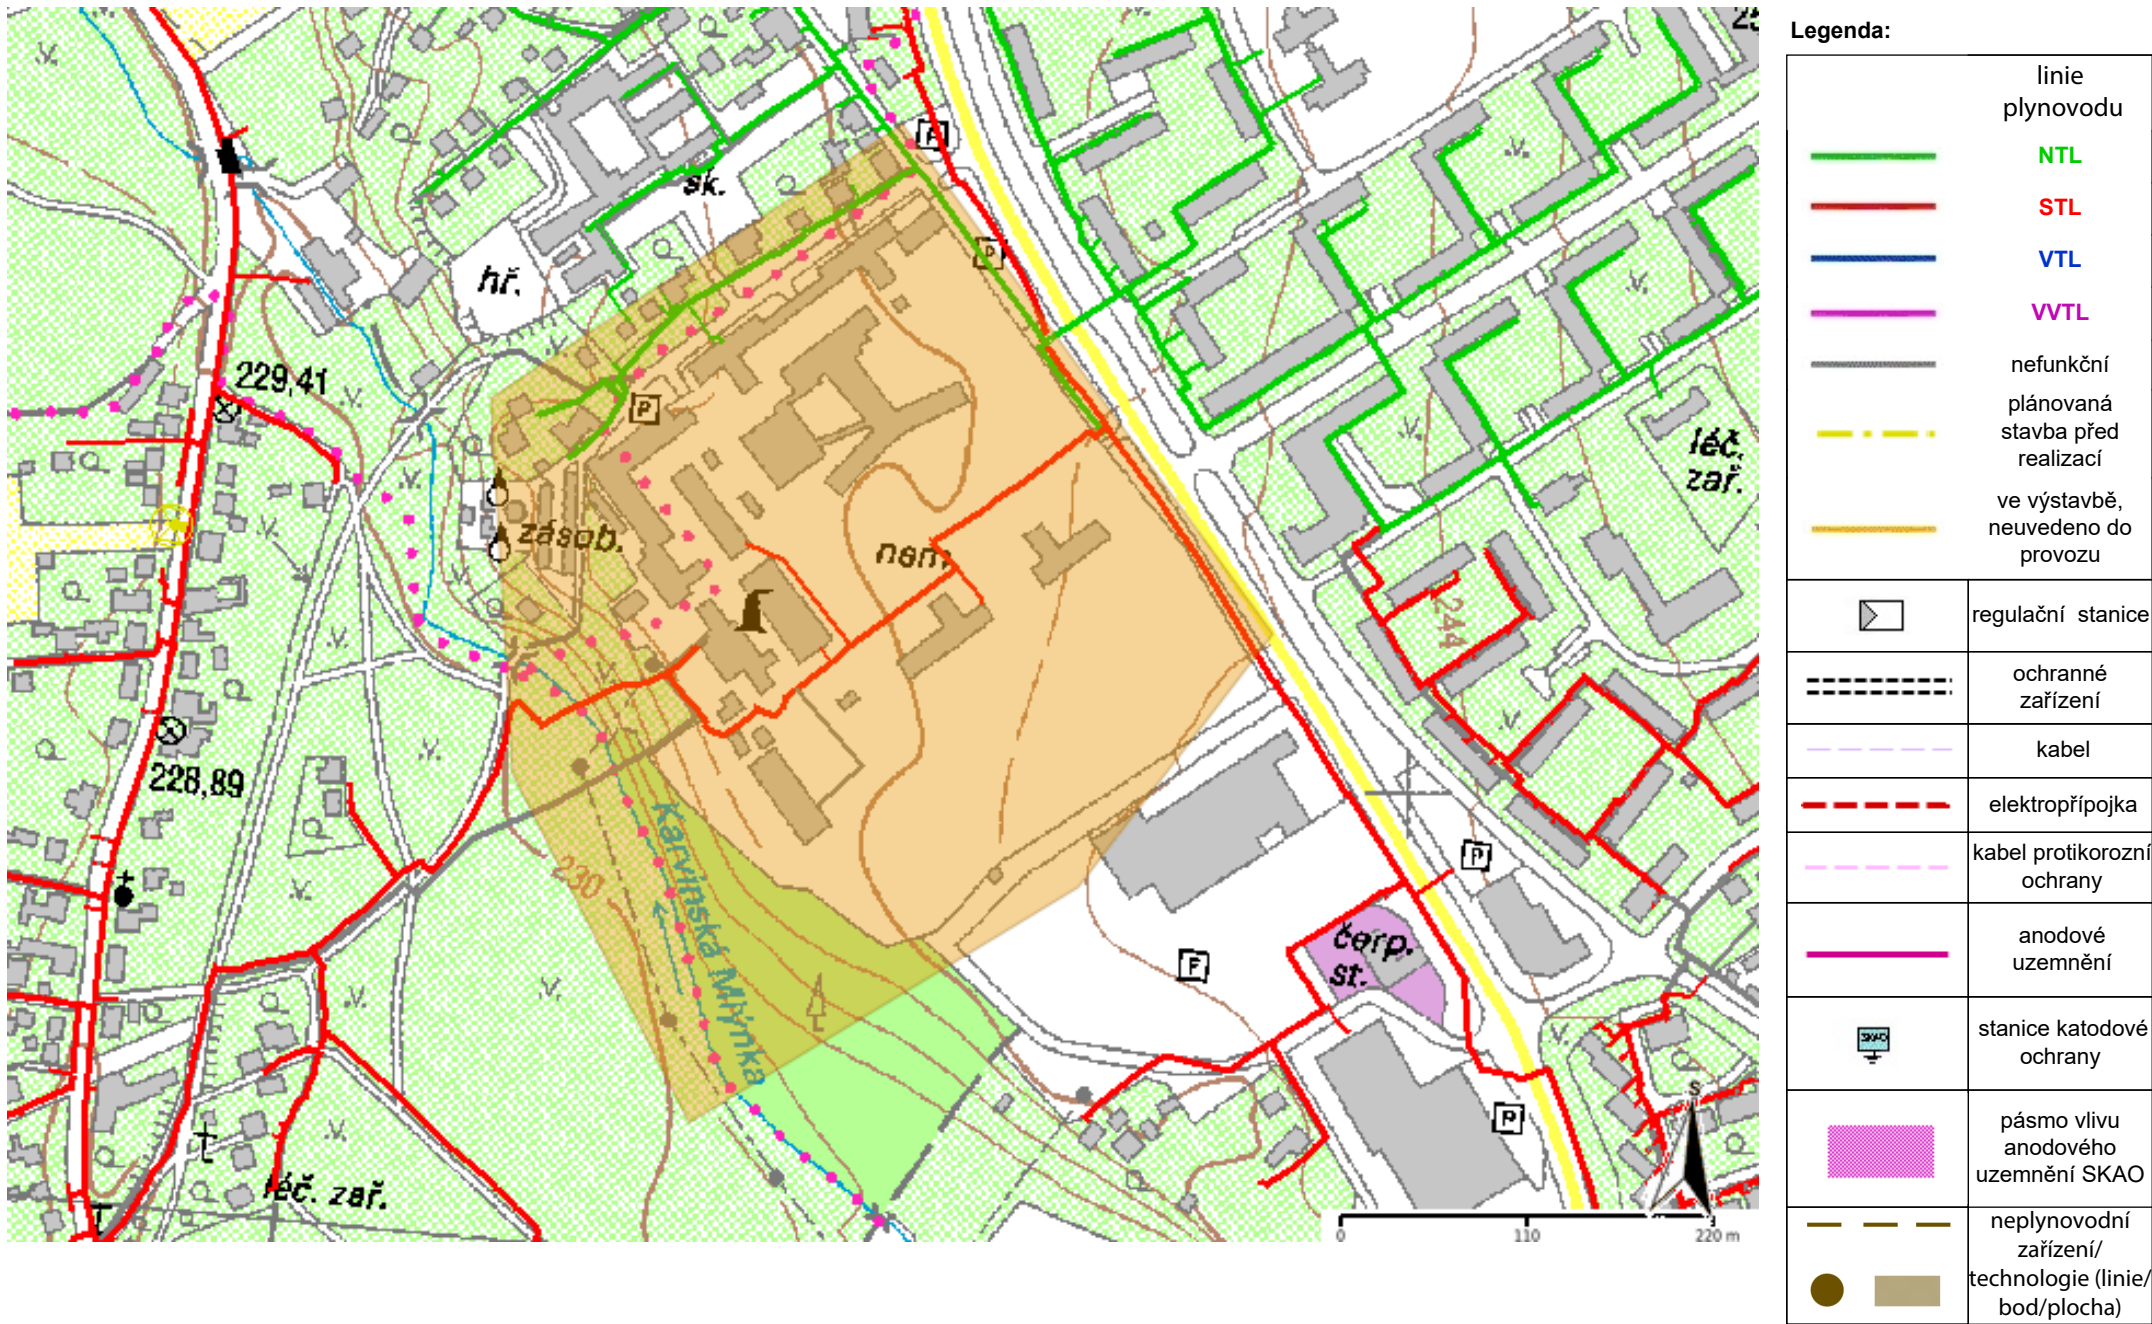 25
Legenda:
linie
plynovodu
NTL
STL
VTL
VVTL
nefunkční
plánovaná
stavba před
realizací
ve výstavbě,
neuvedeno do
provozu
regulační stanice
ochranné
zařízení
kabel
elektropřípojka
kabel protikorozní
ochrany
anodové
uzemnění
SKAO
stanice katodové
ochrany
pásmo vlivu
anodového
uzemnění SKAO
neplynovodní
zařízení/
technologie (linie/
bod/plocha)
P
šk.
P
hř.
229,41
P
léč.
zař.
zásob.
nem.
244
228,89
230
Karvinská Mlýnka
P
čerp.
st.
P
P
léč. zař.
S
0
110
220 m